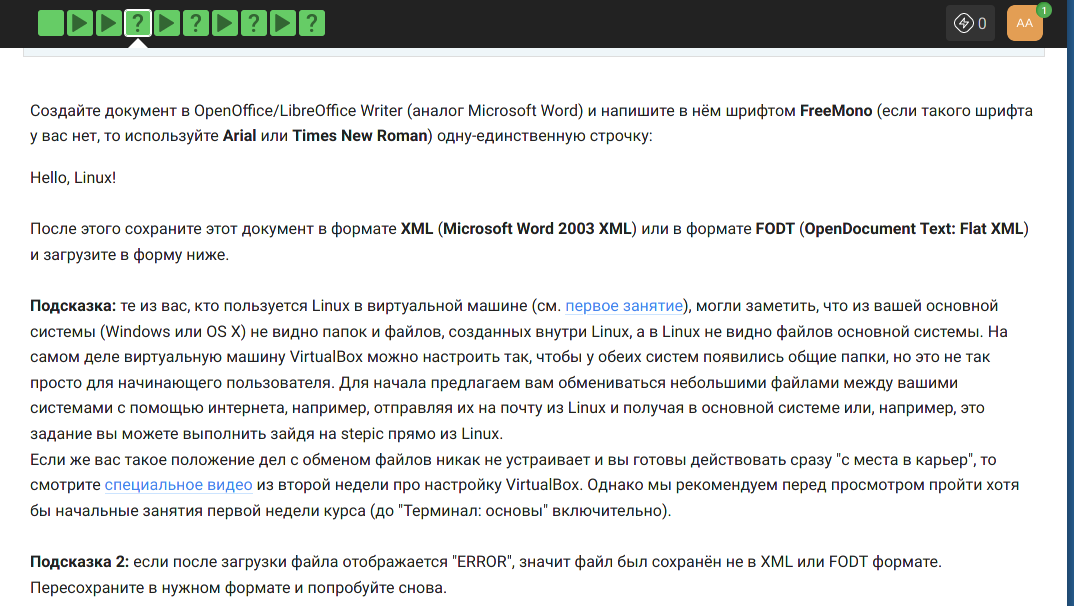 ? ? ? ? 0 AA 1
Создайте документ в OpenOffice/LibreOffice Writer (аналог Microsoft Word) и напишите в нём шрифтом FreeMono (если такого шрифта
у вас нет, то используйте Arial или Times New Roman) одну-единственную строчку:
Hello, Linux!
После этого сохраните этот документ в формате XML (Microsoft Word 2003 XML) или в формате FODT (OpenDocument Text: Flat XML)
и загрузите в форму ниже.
Подсказка: те из вас, кто пользуется Linux в виртуальной машине (см. первое занятие), могли заметить, что из вашей основной
системы (Windows или OS X) не видно папок и файлов, созданных внутри Linux, а в Linux не видно файлов основной системы. На
самом деле виртуальную машину VirtualBox можно настроить так, чтобы у обеих систем появились общие папки, но это не так
просто для начинающего пользователя. Для начала предлагаем вам обмениваться небольшими файлами между вашими
системами с помощью интернета, например, отправляя их на почту из Linux и получая в основной системе или, например, это
задание вы можете выполнить зайдя на stepic прямо из Linux.
Если же вас такое положение дел с обменом файлов никак не устраивает и вы готовы действовать сразу "с места в карьер", то
смотрите специальное видео из второй недели про настройку VirtualBox. Однако мы рекомендуем перед просмотром пройти хотя
бы начальные занятия первой недели курса (до "Терминал: основы" включительно).
Подсказка 2: если после загрузки файла отображается "ERROR", значит файл был сохранён не в XML или FODT формате.
Пересохраните в нужном формате и попробуйте снова.